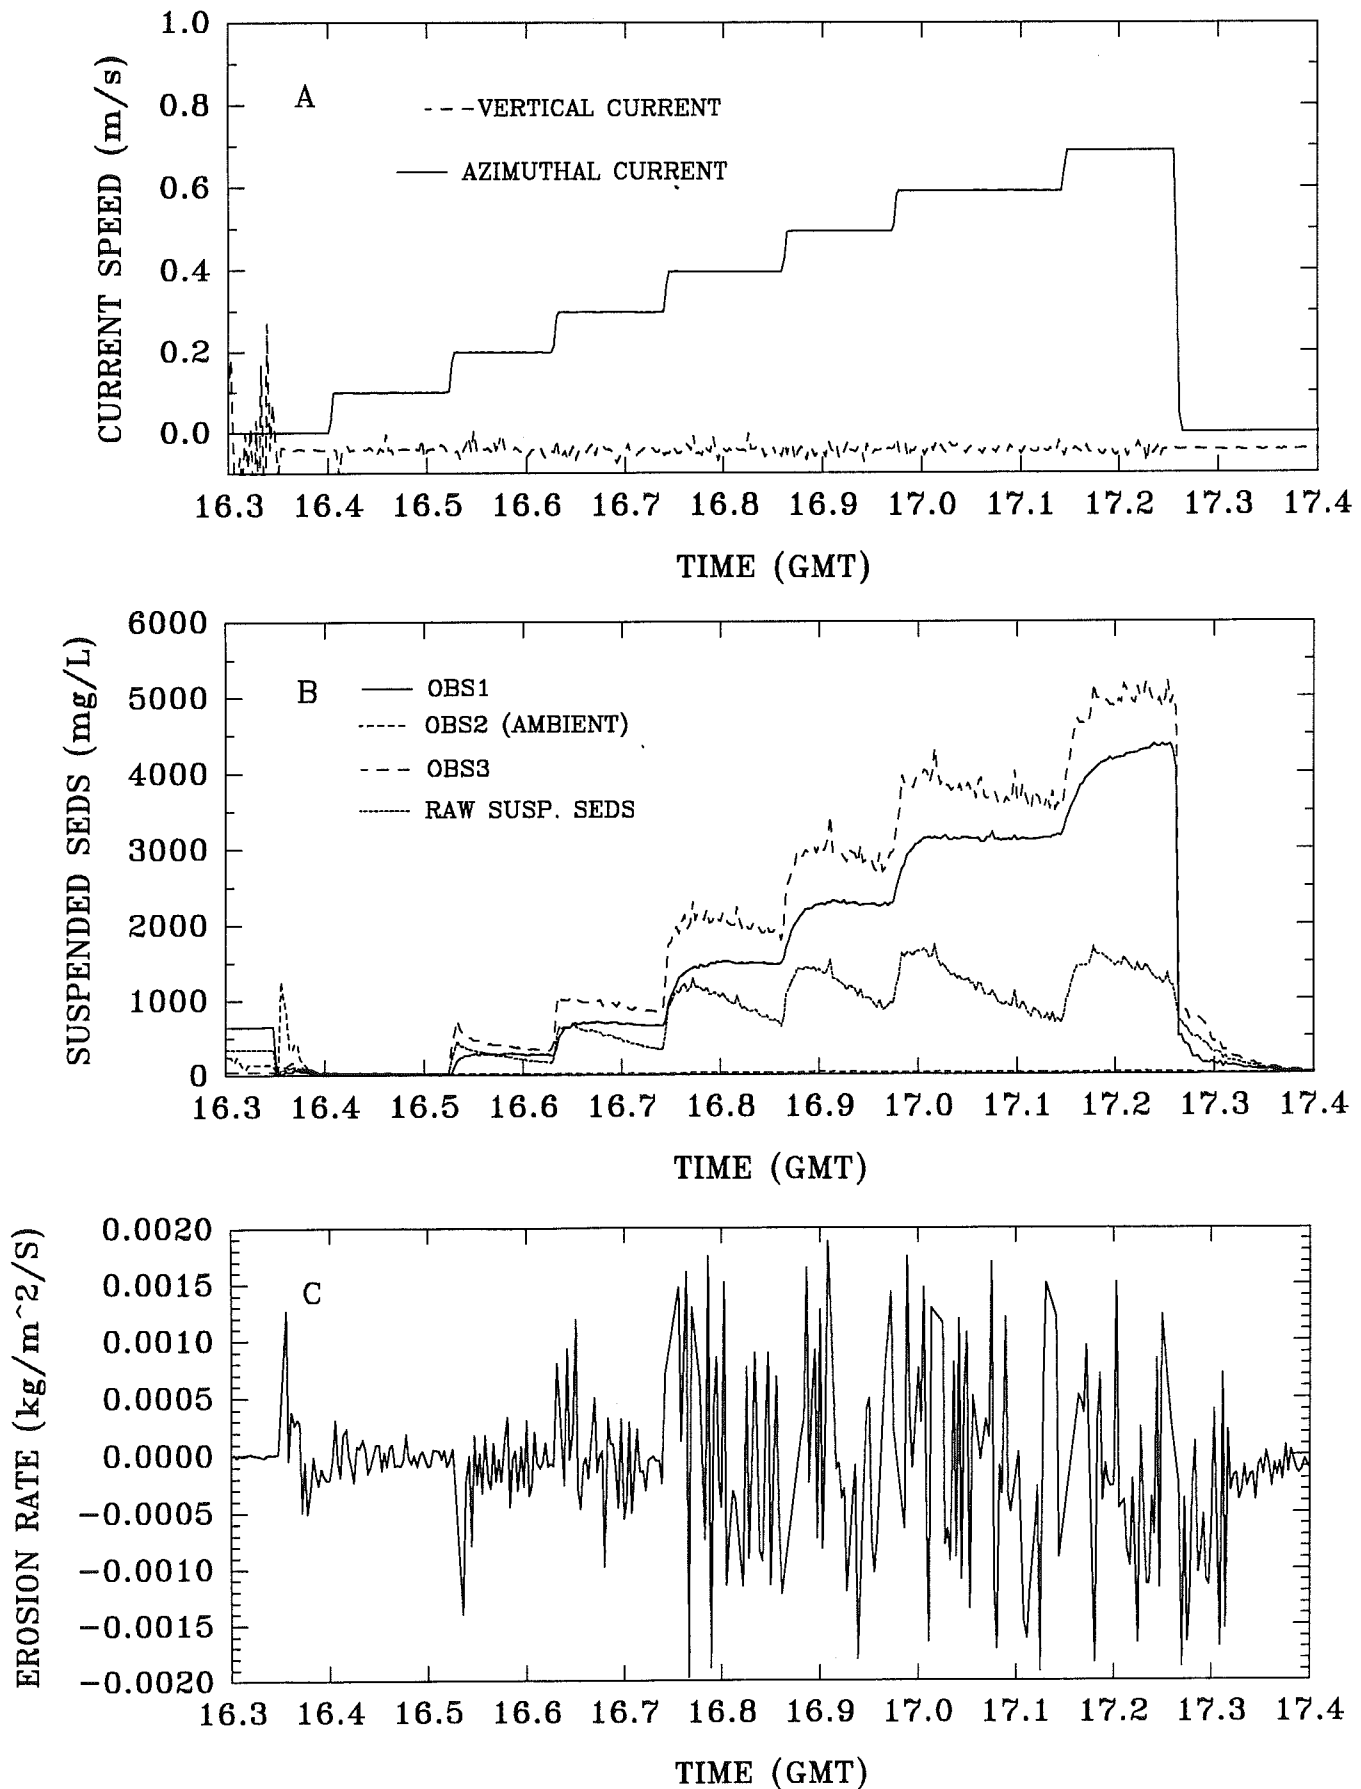 1.0
0.8
0.6
0.4
0.2
0.0
CURRENT SPEED (m/s)
A
---VERTICAL CURRENT
AZIMUTHAL CURRENT
16.3 16.4 16.5 16.6 16.7 16.8 16.9 17.0 17.1 17.2 17.3 17.4
TIME (GMT)
6000
5000
4000
3000
2000
1000
0
SUSPENDED SEDS (mg/L)
B
OBS1
OBS2 (AMBIENT)
OBS3
RAW SUSP. SEDS
16.3 16.4 16.5 16.6 16.7 16.8 16.9 17.0 17.1 17.2 17.3 17.4
TIME (GMT)
0.0020
0.0015
0.0010
0.0005
0.0000
-0.0005
-0.0010
-0.0015
-0.0020
EROSION RATE (kg/m^2/S)
C
16.3 16.4 16.5 16.6 16.7 16.8 16.9 17.0 17.1 17.2 17.3 17.4
TIME (GMT)